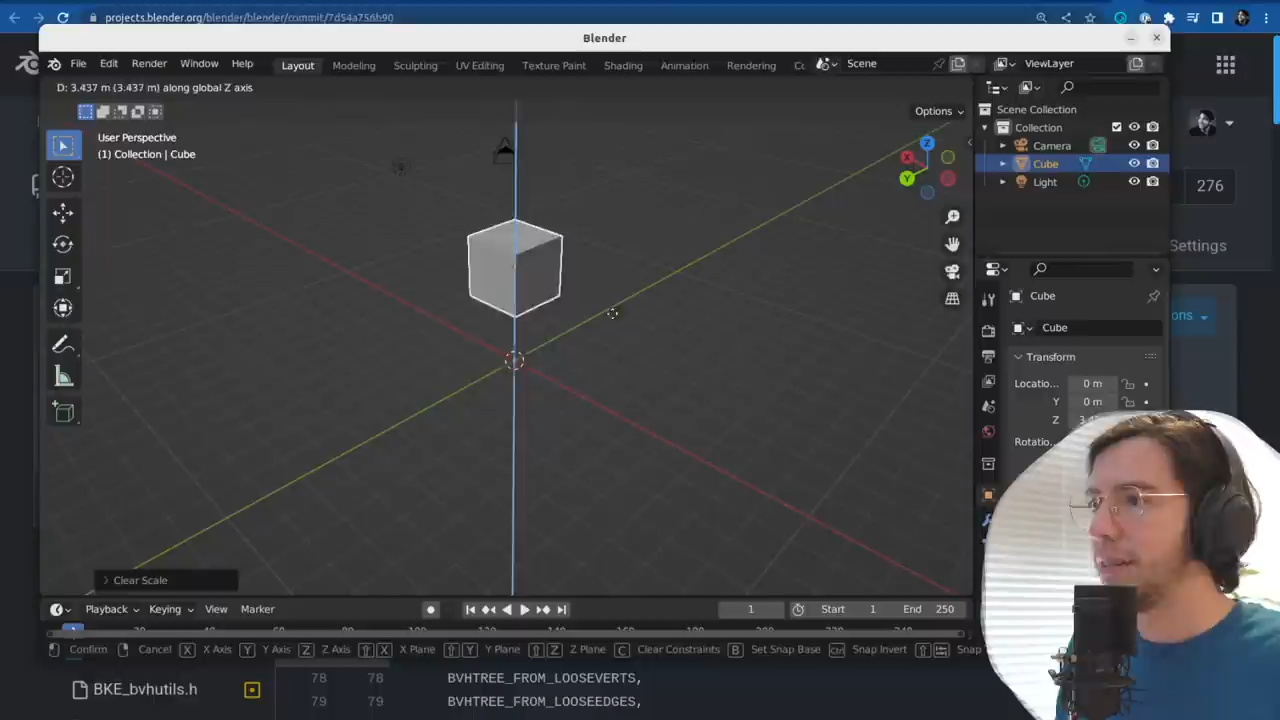 projects.blender.org/blender/blender/commit/7d54a756b90
Blender
File Edit Render Window Help
Layout Modeling Sculpting UV Editing Texture Paint Shading Animation Rendering
Scene
ViewLayer
D: 3.437 m (3.437 m) along global Z axis
Options
User Perspective
(1) Collection | Cube
X
Y
Z
Clear Scale
Scene Collection
Collection
Camera
Cube
Light
276
Settings
ons
Cube
Cube
Transform
Locatio... 0 m
Y 0 m
Z
Rotatio...
Playback Keying View Marker
1 Start 1 End 250
Confirm Cancel X X Axis Y Y Axis Z Z Axis X X Plane Y Y Plane Z Z Plane C Clear Constraints B Set Snap Base Ctrl Snap Invert Snap
BKE_bvhutils.h
78 78 BVHTREE_FROM_LOOSEVERTS,
79 79 BVHTREE_FROM_LOOSEEDGES,